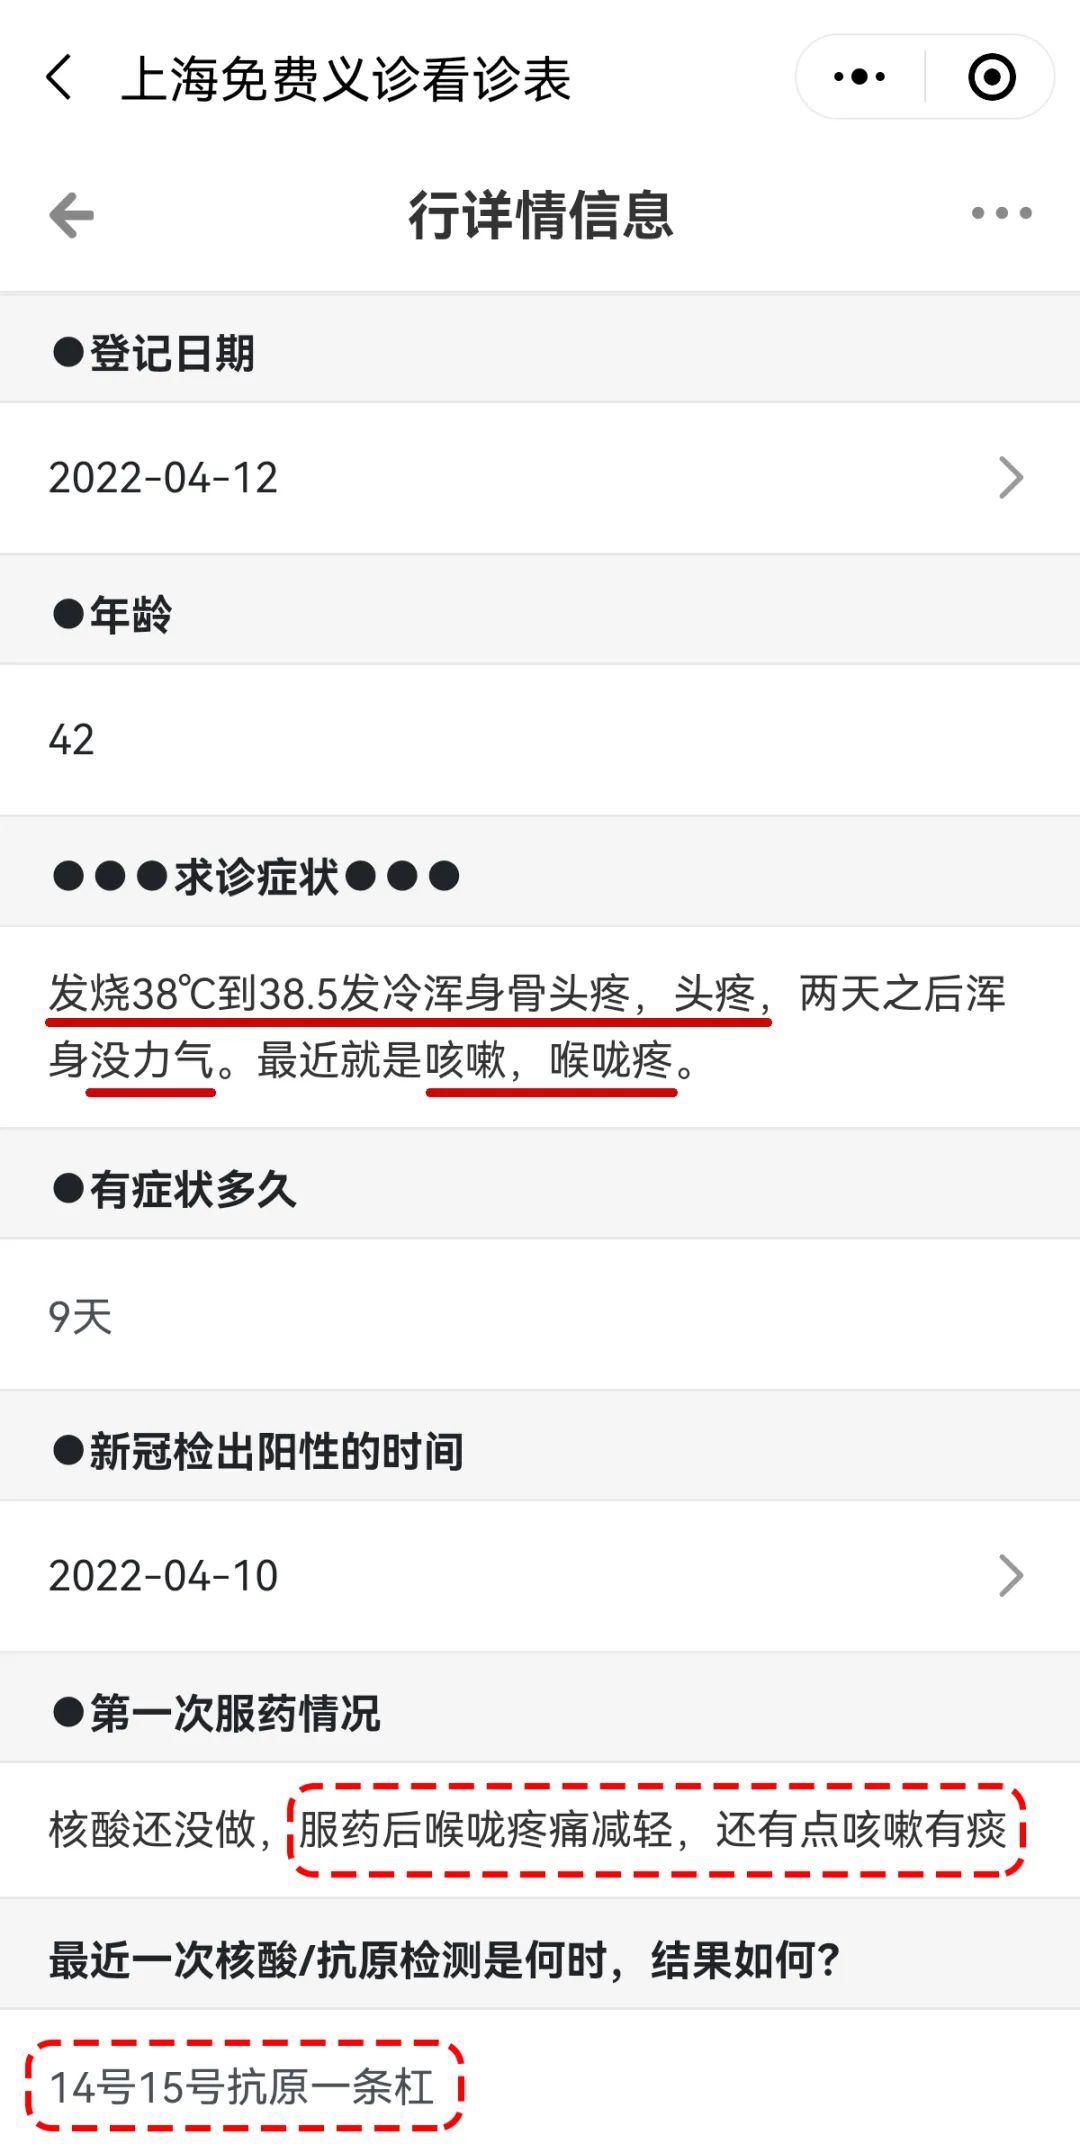 上海免费义诊看诊表
行详情信息
●登记日期
2022-04-12
●年龄
42
●●●求诊症状●●●
发烧38℃到38.5发冷浑身骨头疼，头疼，两天之后浑
身没力气。最近就是咳嗽，喉咙疼。
●有症状多久
9天
●新冠检出阳性的时间
2022-04-10
●第一次服药情况
核酸还没做，服药后喉咙疼痛减轻，还有点咳嗽有痰
最近一次核酸/抗原检测是何时，结果如何？
14号15号抗原一条杠